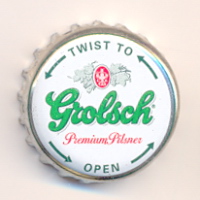 TWIST TO
Grolsch
Premium Pilsner
OPEN